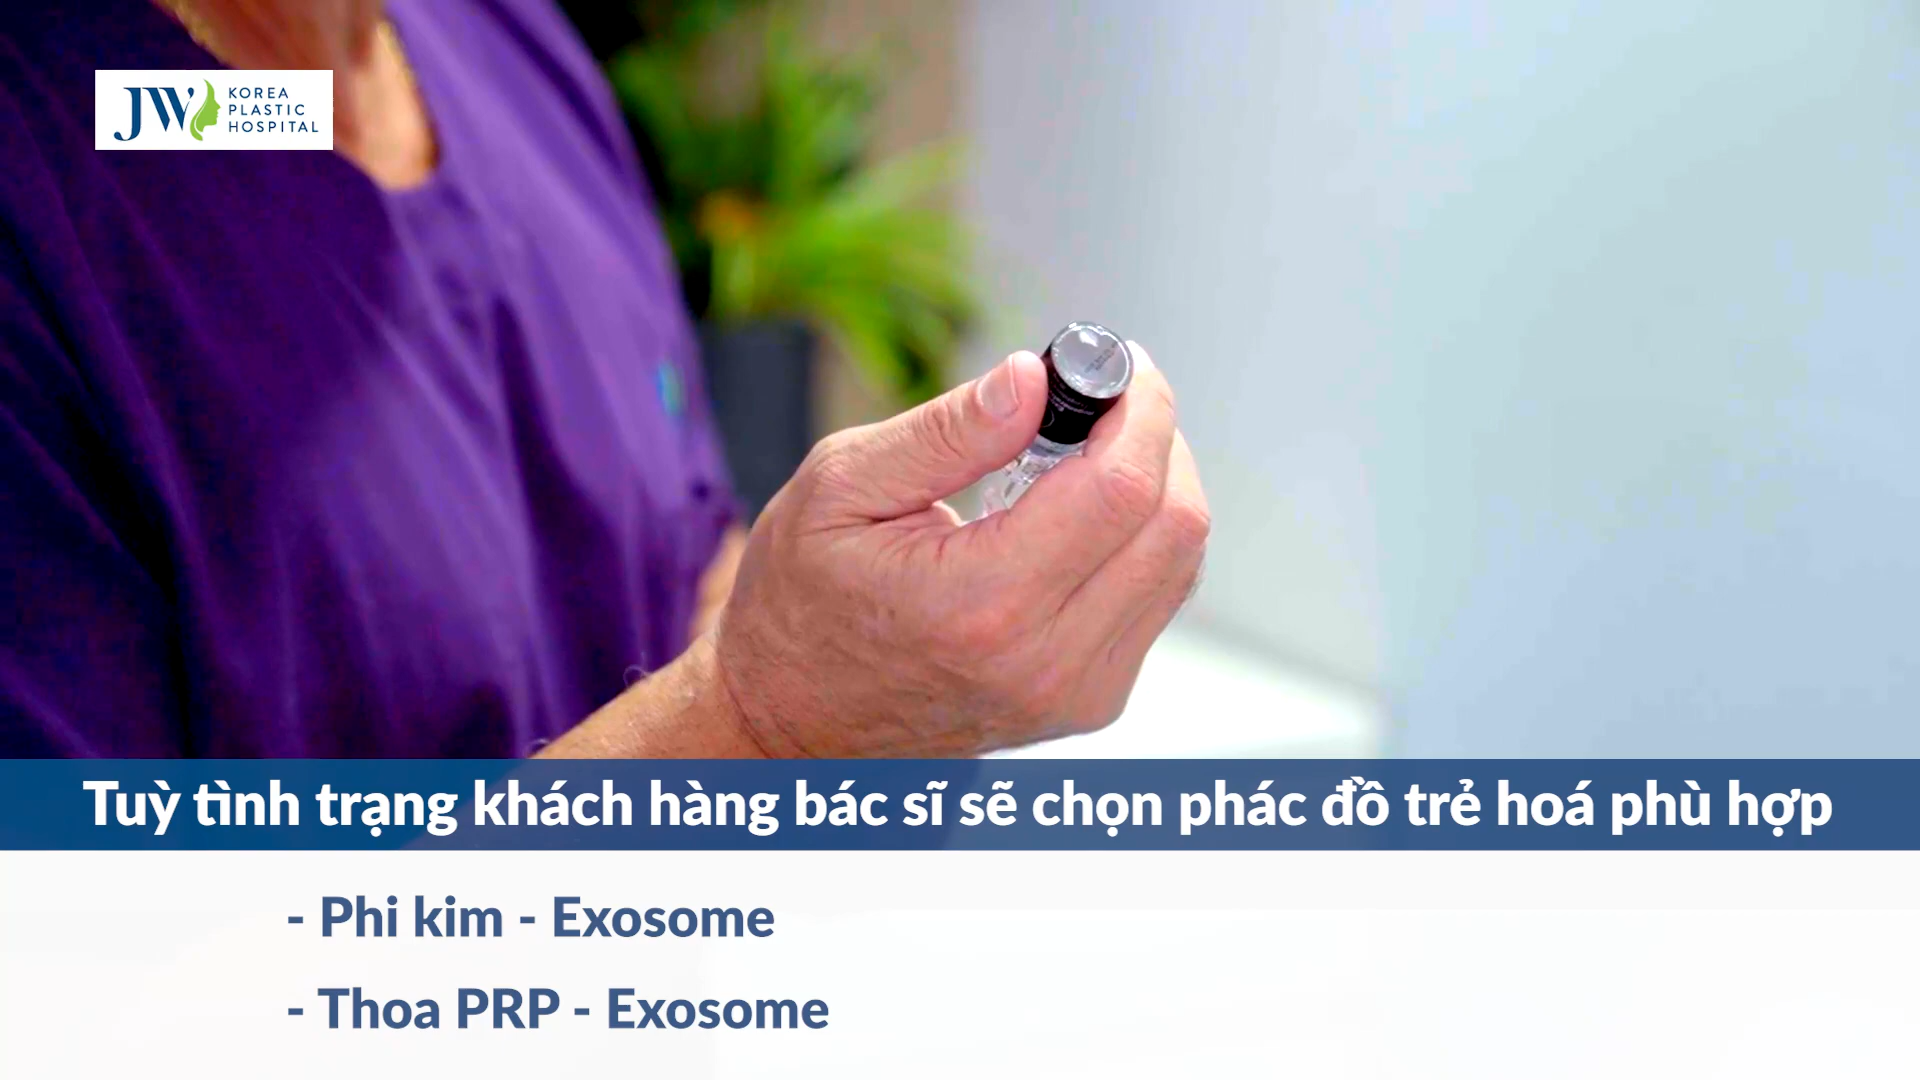 JW
KOREA
PLASTIC
HOSPITAL
Tuỳ tình trạng khách hàng bác sĩ sẽ chọn phác đồ trẻ hoá phù hợp
- Phi kim - Exosome
- Thoa PRP - Exosome